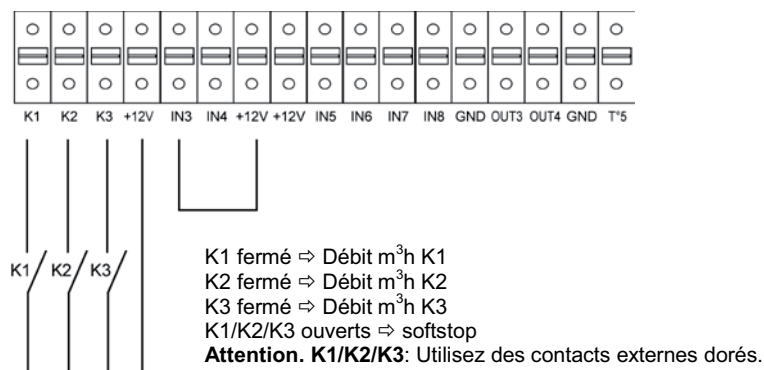 K1 K2 K3 +12V IN3 IN4 +12V +12V IN5 IN6 IN7 IN8 GND OUT3 OUT4 GND T°5
K1 K2 K3
K1 fermé ⇨ Débit m³h K1
K2 fermé ⇨ Débit m³h K2
K3 fermé ⇨ Débit m³h K3
K1/K2/K3 ouverts ⇨ softstop
Attention. K1/K2/K3: Utilisez des contacts externes dorés.